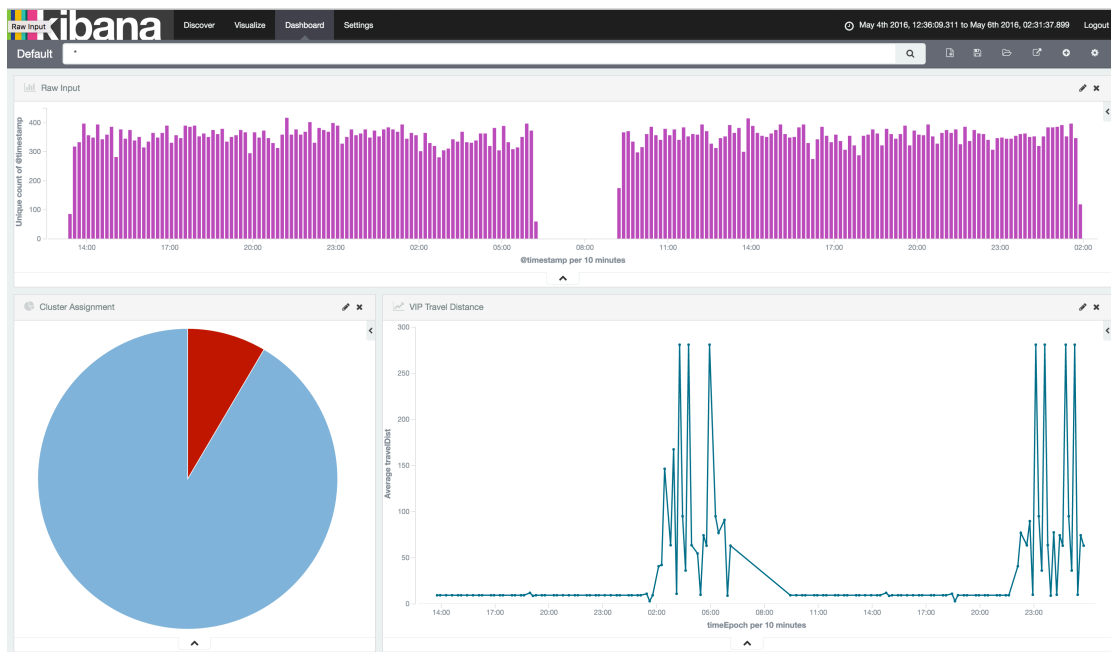 Raw Input
kibana
Discover Visualize Dashboard Settings
May 4th 2016, 12:36:09.311 to May 6th 2016, 02:31:37.899 Logout
Default *
Raw Input
Unique count of @timestamp
400
300
200
100
0
14:00 17:00 20:00 23:00 02:00 05:00 08:00 11:00 14:00 17:00 20:00 23:00 02:00
@timestamp per 10 minutes
Cluster Assignment
VIP Travel Distance
Average travelDist
300
250
200
150
100
50
0
14:00 17:00 20:00 23:00 02:00 05:00 08:00 11:00 14:00 17:00 20:00 23:00
timeEpoch per 10 minutes